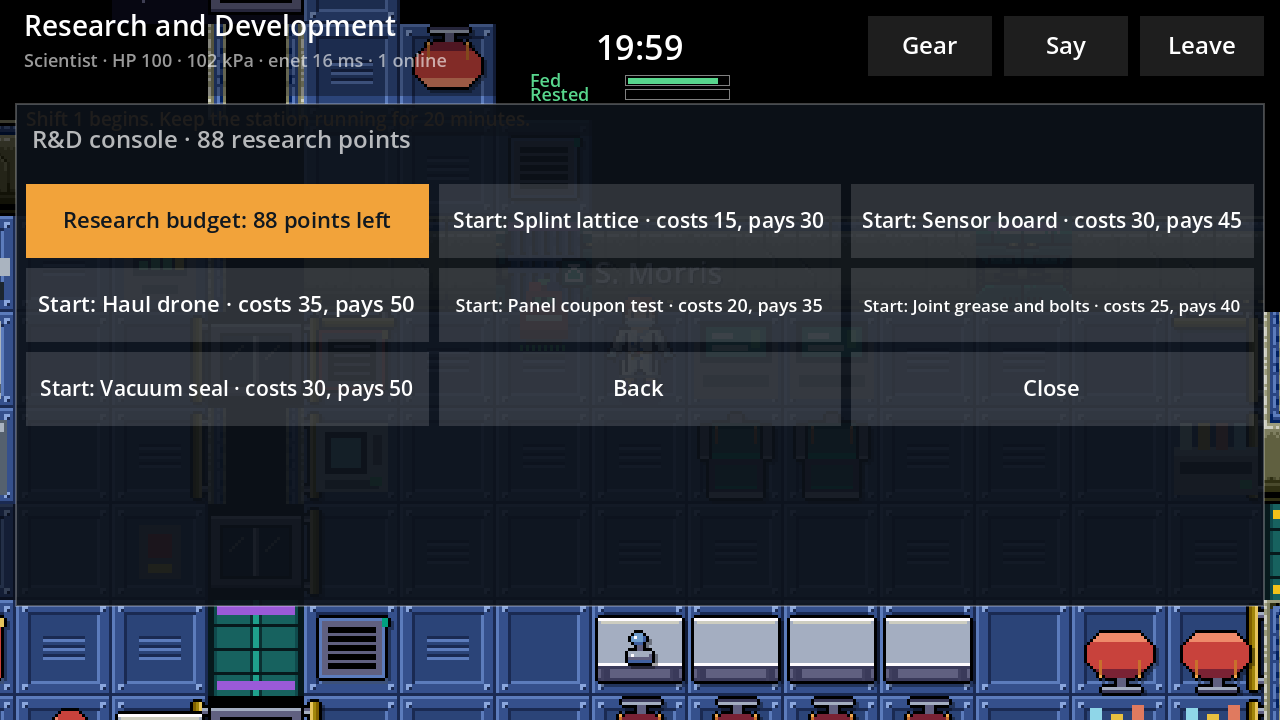 Research and Development
Scientist · HP 100 · 102 kPa · enet 16 ms · 1 online
19:59
Fed
Rested
Gear
Say
Leave
Shift 1 begins. Keep the station running for 20 minutes.
R&D console · 88 research points
Research budget: 88 points left
Start: Splint lattice · costs 15, pays 30
Start: Sensor board · costs 30, pays 45
S. Morris
Start: Haul drone · costs 35, pays 50
Start: Panel coupon test · costs 20, pays 35
Start: Joint grease and bolts · costs 25, pays 40
Start: Vacuum seal · costs 30, pays 50
Back
Close